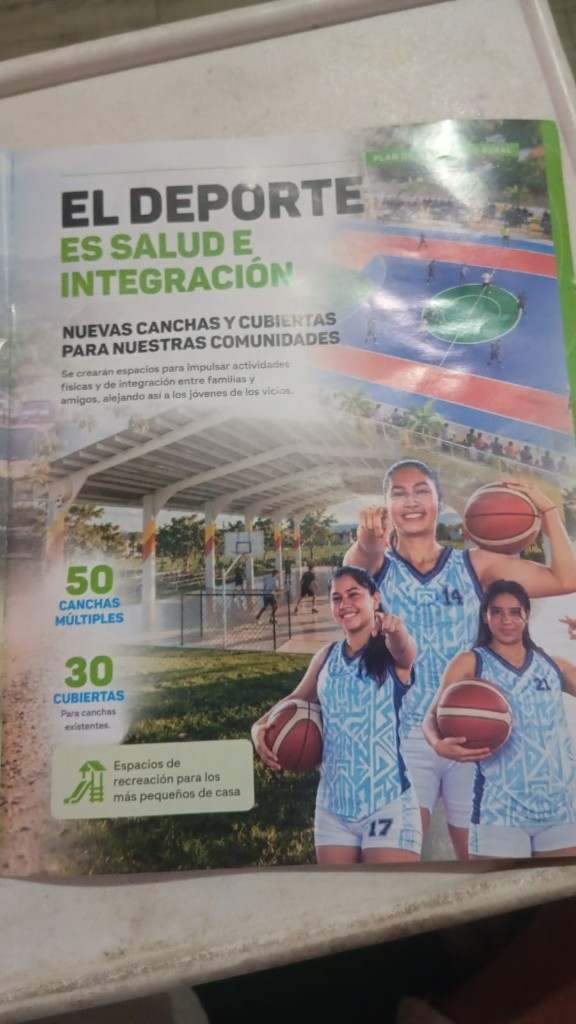 PLAN
EL DEPORTE
ES SALUD E
INTEGRACIÓN
NUEVAS CANCHAS Y CUBIERTAS
PARA NUESTRAS COMUNIDADES
Se crearán espacios para impulsar actividades
físicas y de integración entre familias y
amigos, alejando así a los jóvenes de los vicios.
50
CANCHAS
MÚLTIPLES
30
CUBIERTAS
Para canchas
existentes.
Espacios de
recreación para los
más pequeños de casa
14
21
17